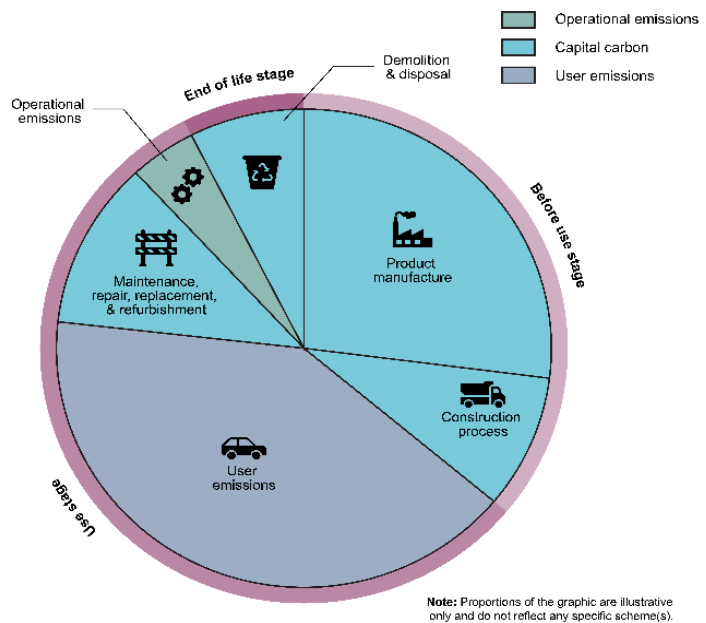 Operational emissions
Capital carbon
User emissions
Demolition
& disposal
End of life stage
Operational
emissions
Before use stage
Product
manufacture
Maintenance,
repair, replacement,
& refurbishment
Construction
process
User
emissions
Use stage
Note: Proportions of the graphic are illustrative
only and do not reflect any specific scheme(s).